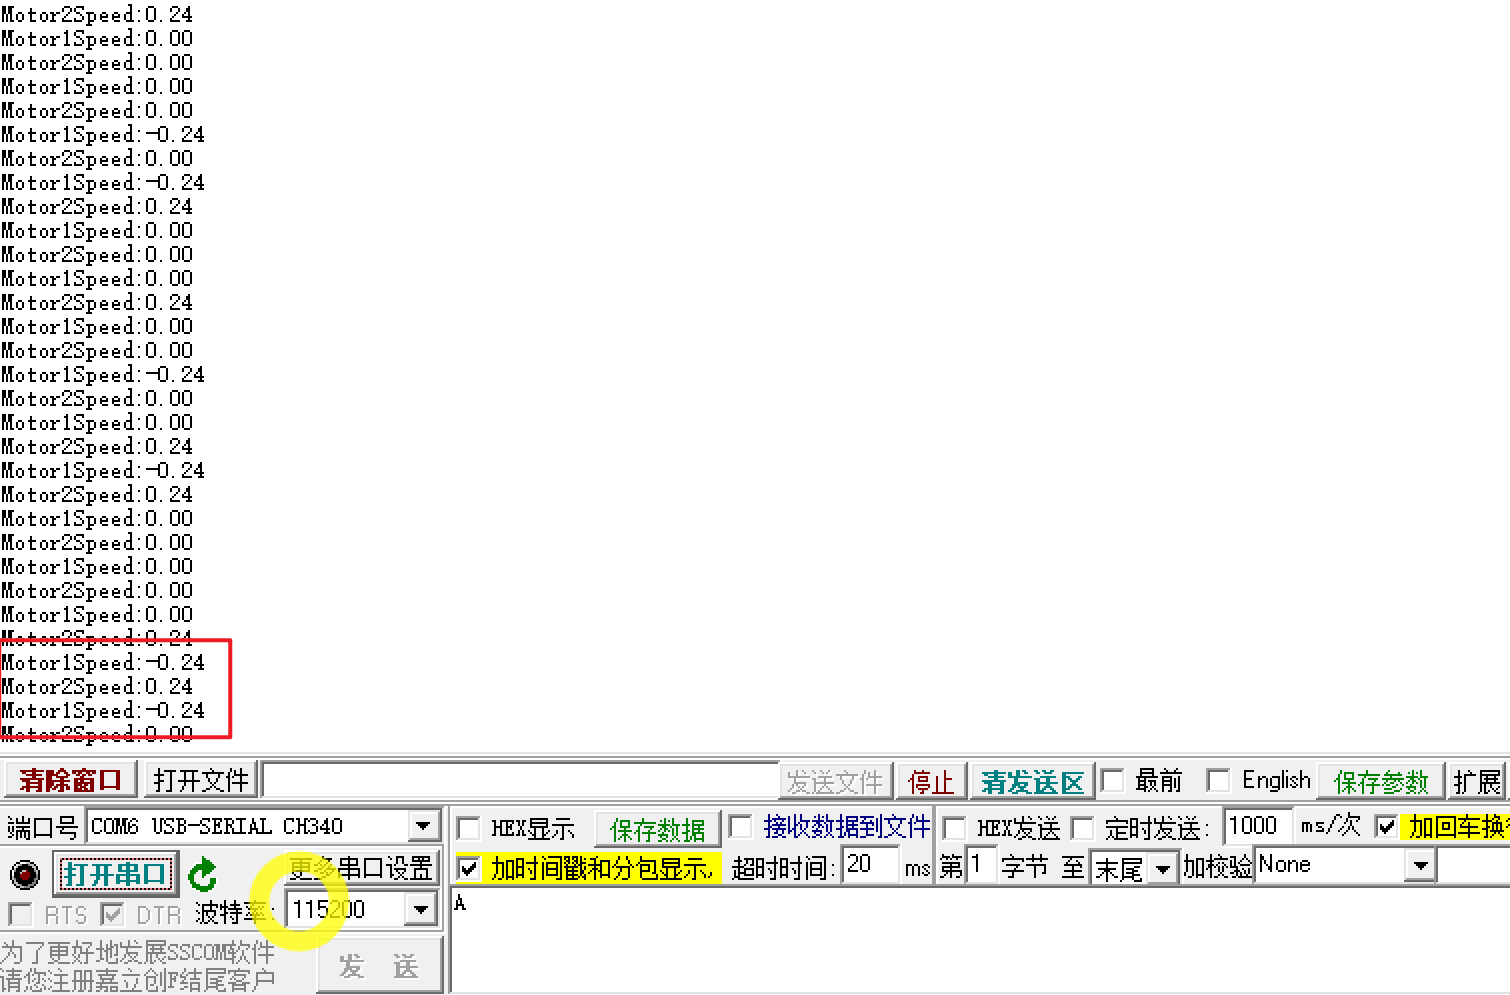 Motor2Speed:0.24
Motor1Speed:0.00
Motor2Speed:0.00
Motor1Speed:0.00
Motor2Speed:0.00
Motor1Speed:-0.24
Motor2Speed:0.00
Motor1Speed:-0.24
Motor2Speed:0.24
Motor1Speed:0.00
Motor2Speed:0.00
Motor1Speed:0.00
Motor2Speed:0.24
Motor1Speed:0.00
Motor2Speed:0.00
Motor1Speed:-0.24
Motor2Speed:0.00
Motor1Speed:0.00
Motor2Speed:0.24
Motor1Speed:-0.24
Motor2Speed:0.24
Motor1Speed:0.00
Motor2Speed:0.00
Motor1Speed:0.00
Motor2Speed:0.00
Motor1Speed:0.00
Motor2Speed:0.24
Motor1Speed:-0.24
Motor2Speed:0.24
Motor1Speed:-0.24
Motor2Speed:0.00
清除窗口 打开文件 发送文件 停止 清发送区 最前 English 保存参数 扩展
端口号 COM6 USB-SERIAL CH340 HEX显示 保存数据 接收数据到文件 HEX发送 定时发送: 1000 ms/次 加回车换
打开串口 更多串口设置 加时间戳和分包显示, 超时时间: 20 ms 第 1 字节 至 末尾 加校验 None
RTS DTR 波特率: 115200 A
为了更好地发展SSCOM软件
请您注册嘉立创F结尾客户
发 送